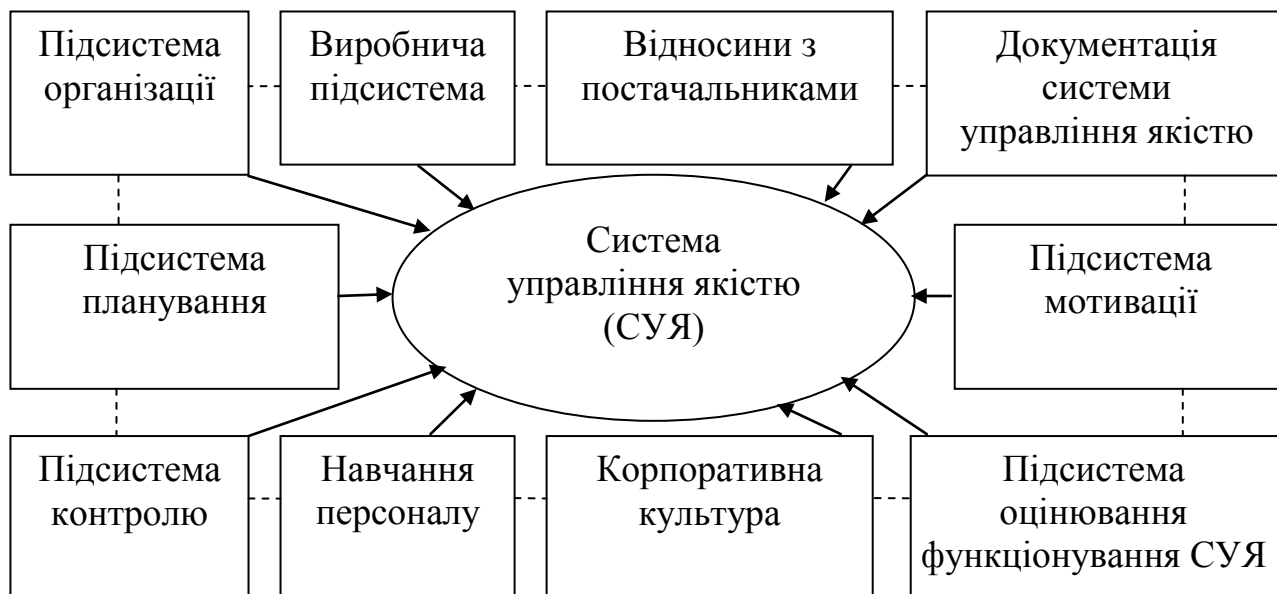 Підсистема
організації
Виробнича
підсистема
Відносини з
постачальниками
Документація
системи
управління якістю
Підсистема
планування
Система
управління якістю
(СУЯ)
Підсистема
мотивації
Підсистема
контролю
Навчання
персоналу
Корпоративна
культура
Підсистема
оцінювання
функціонування СУЯ